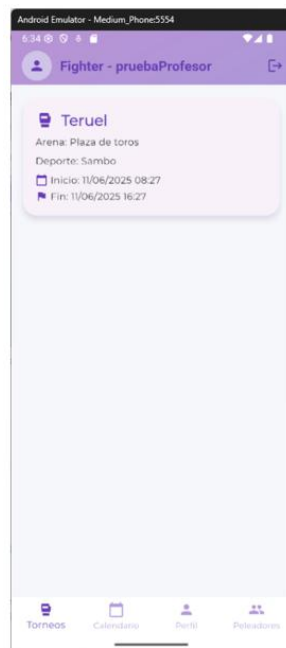 Android Emulator - Medium_Phone:5554
6:34
Fighter - pruebaProfesor
Teruel
Arena: Plaza de toros
Deporte: Sambo
Inicio: 11/06/2025 08:27
Fin: 11/06/2025 16:27
Torneos Calendario Perfil Peleadores